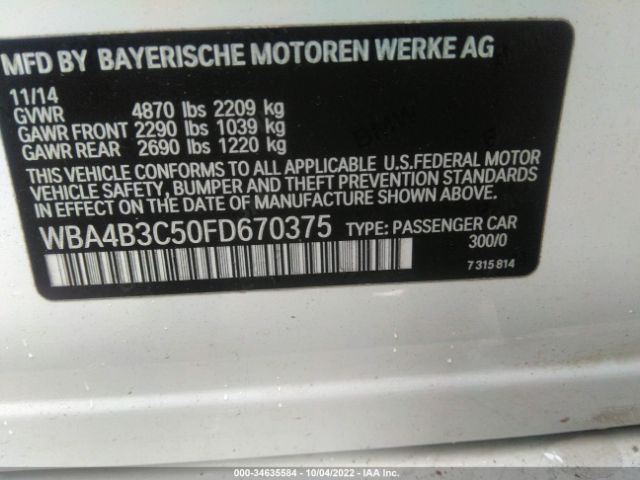 MFD BY BAYERISCHE MOTOREN WERKE AG
11/14
GVWR 4870 lbs 2209 kg
GAWR FRONT 2290 lbs 1039 kg
GAWR REAR 2690 lbs 1220 kg
THIS VEHICLE CONFORMS TO ALL APPLICABLE U.S.FEDERAL MOTOR
VEHICLE SAFETY, BUMPER AND THEFT PREVENTION STANDARDS
IN EFFECT ON THE DATE OF MANUFACTURE SHOWN ABOVE.
WBA4B3C50FD670375 TYPE: PASSENGER CAR
300/0
7 315 814
000-34635584 - 10/04/2022 - IAA Inc.